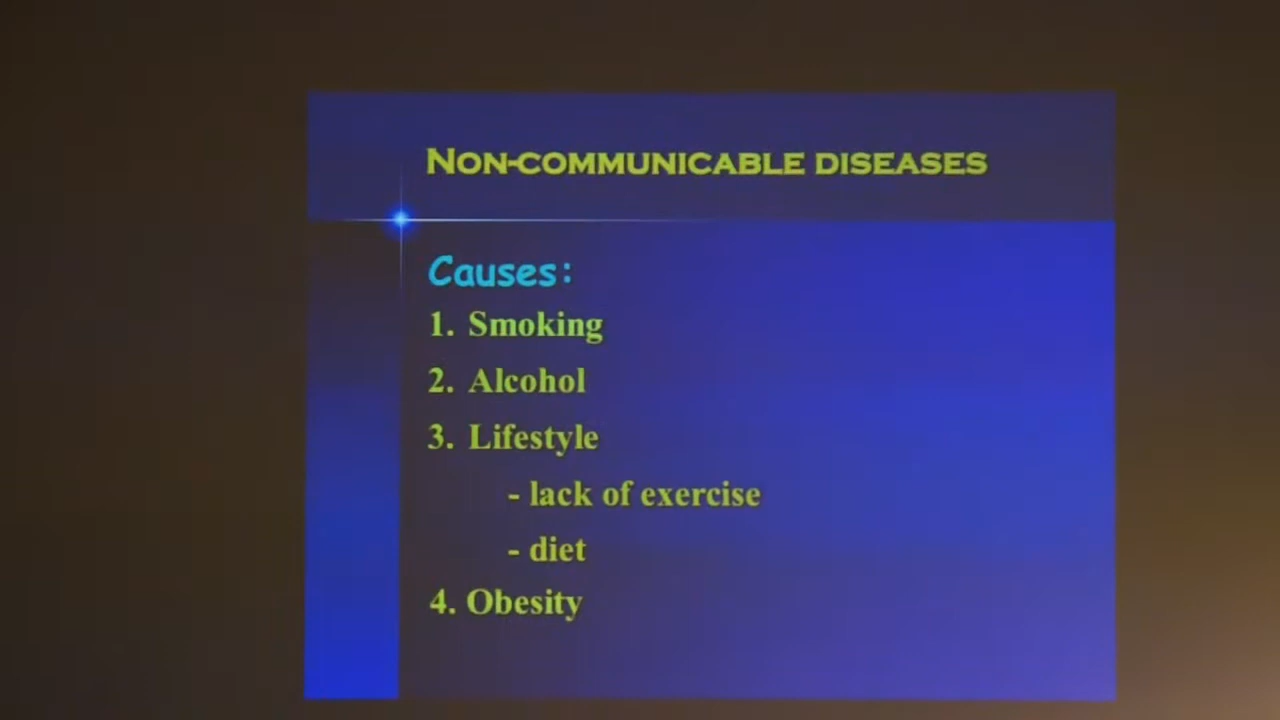 NON-COMMUNICABLE DISEASES
Causes:
1. Smoking
2. Alcohol
3. Lifestyle
- lack of exercise
- diet
4. Obesity